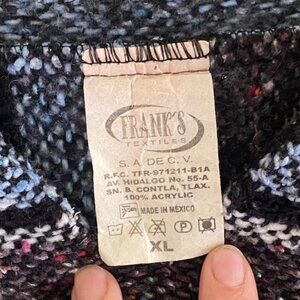 FRANK'S
TEXTILES
S. A. DE C. V.
R.F.C. TFR-971211-B1A
AV. HIDALGO No. 55-A
SN. B. CONTLA, TLAX.
100% ACRYLIC
MADE IN MEXICO
XL